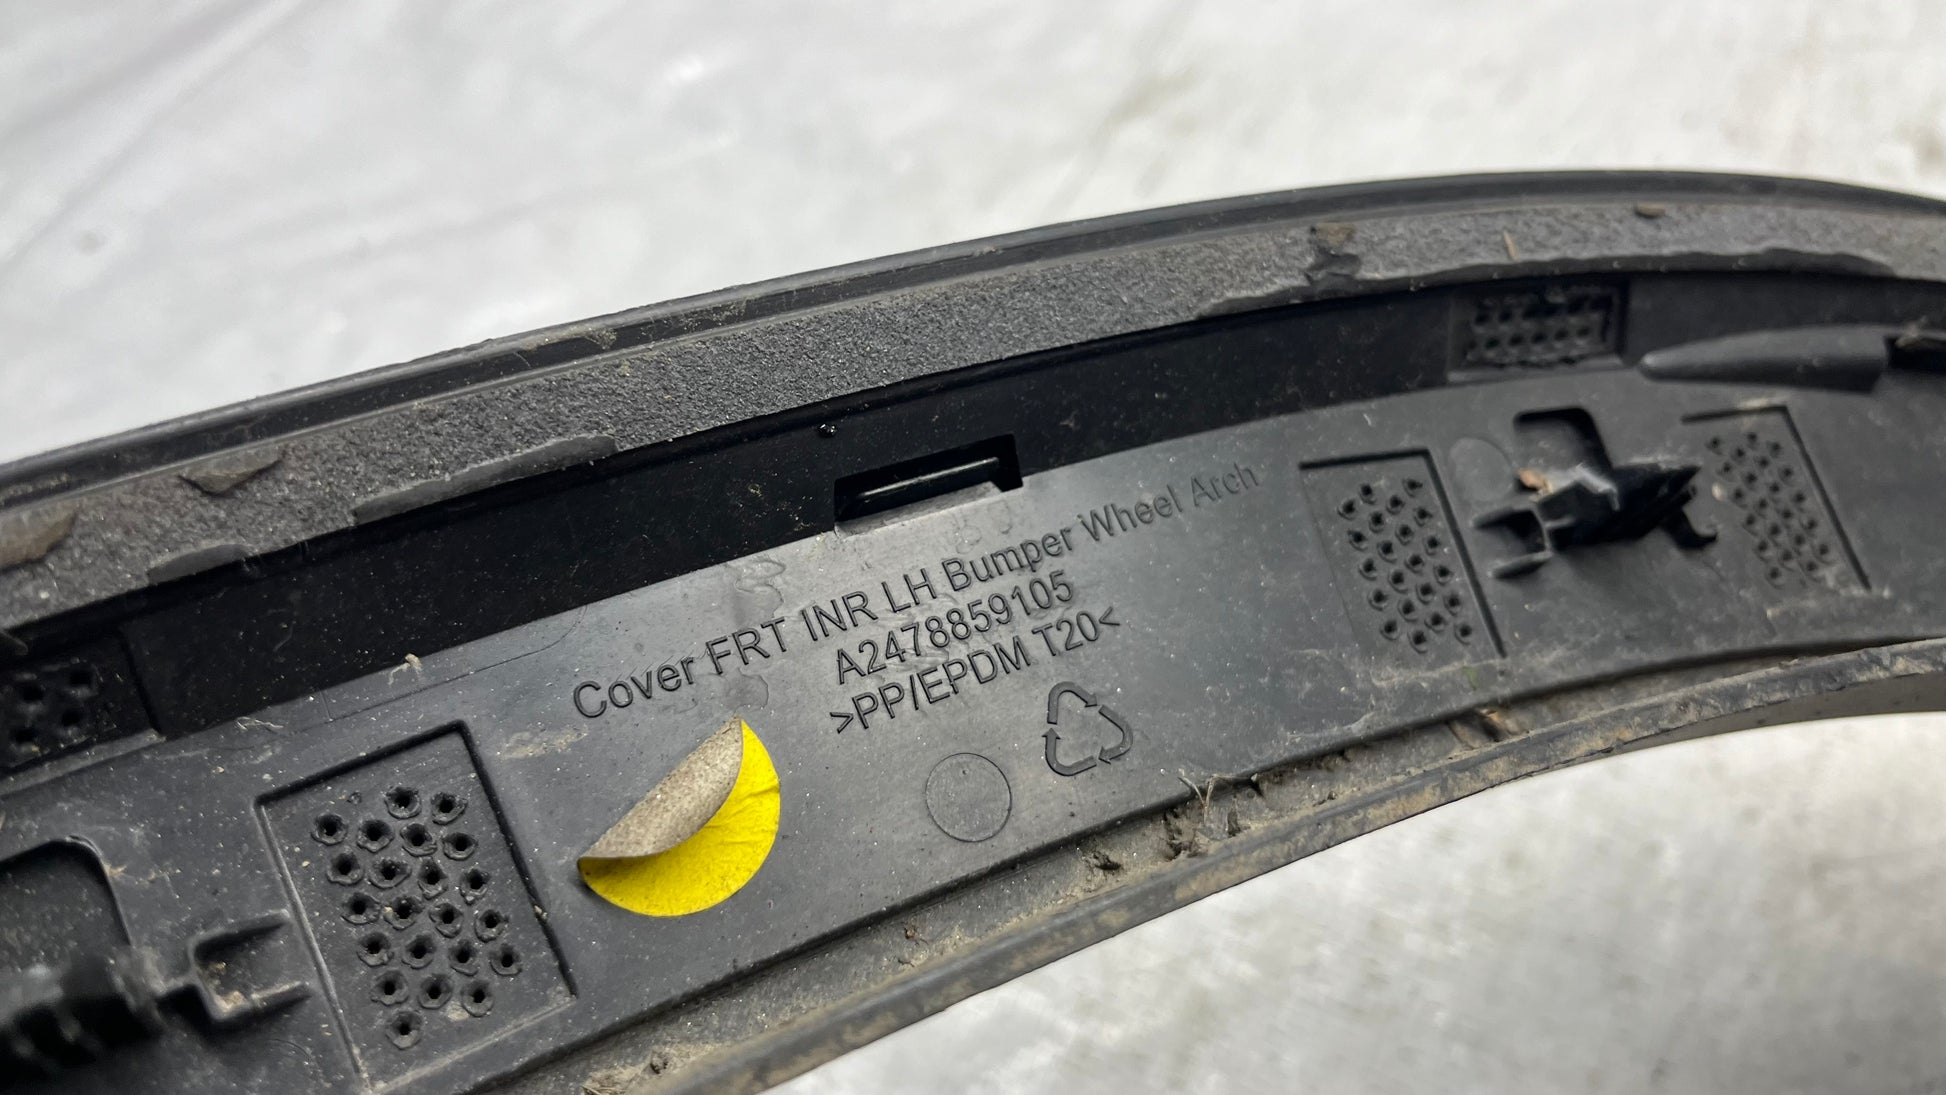 Cover FRT INR LH Bumper Wheel Arch
A2478859105
>PP/EPDM T20<